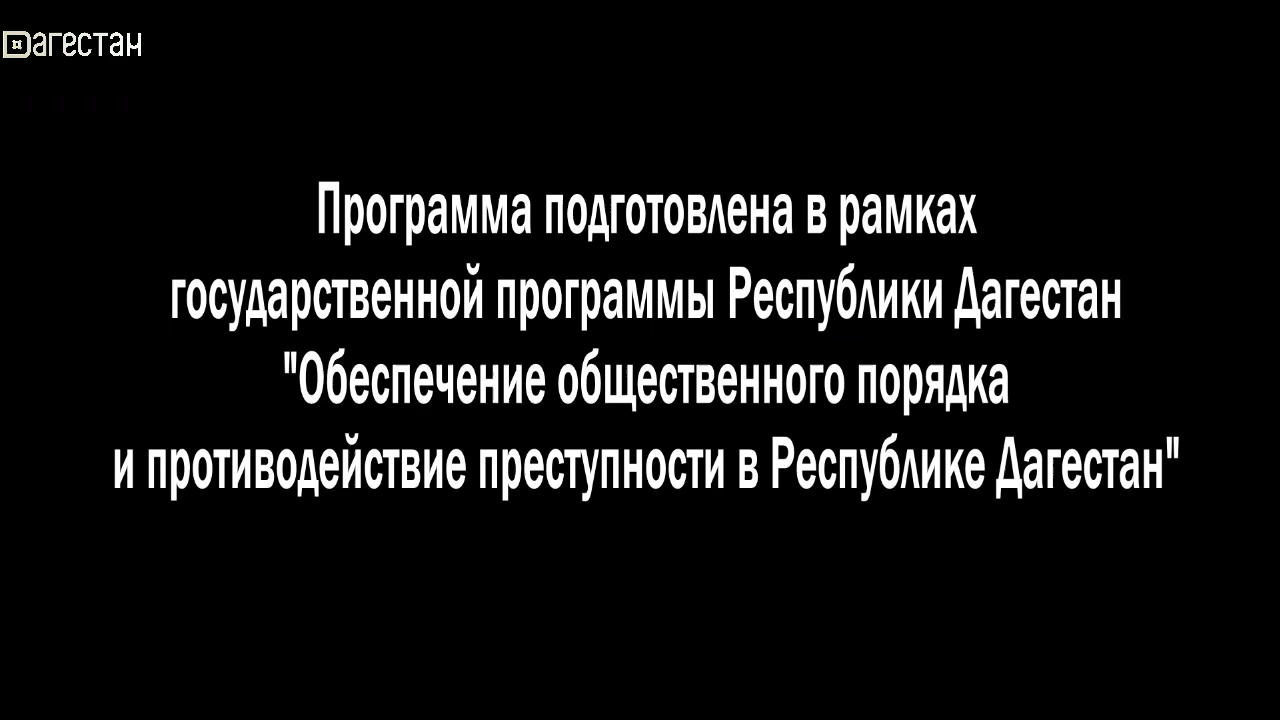 Дагестан
Программа подготовлена в рамках
государственной программы Республики Дагестан
"Обеспечение общественного порядка
и противодействие преступности в Республике Дагестан"